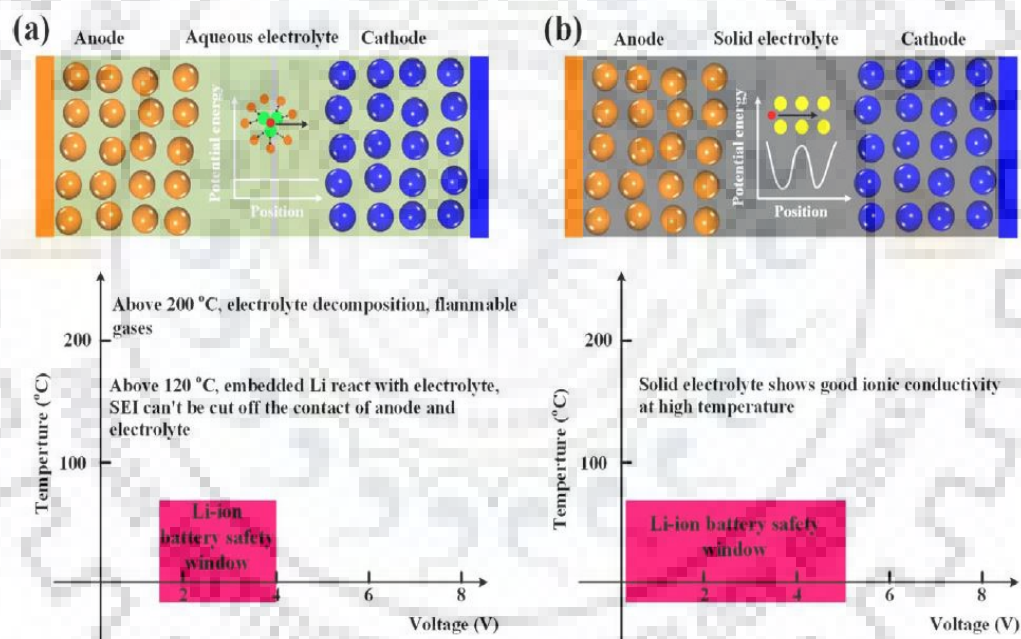 (a)
Anode Aqueous electrolyte Cathode
Potential energy
Position
200
100
Temperture (°C)
Above 200 °C, electrolyte decomposition, flammable
gases
Above 120 °C, embedded Li react with electrolyte,
SEI can't be cut off the contact of anode and
electrolyte
Li-ion
battery safety
window
2 4 6 8
Voltage (V)
(b)
Anode Solid electrolyte Cathode
Potential energy
Position
200
100
Temperture (°C)
Solid electrolyte shows good ionic conductivity
at high temperature
Li-ion battery safety
window
2 4 6 8
Voltage (V)